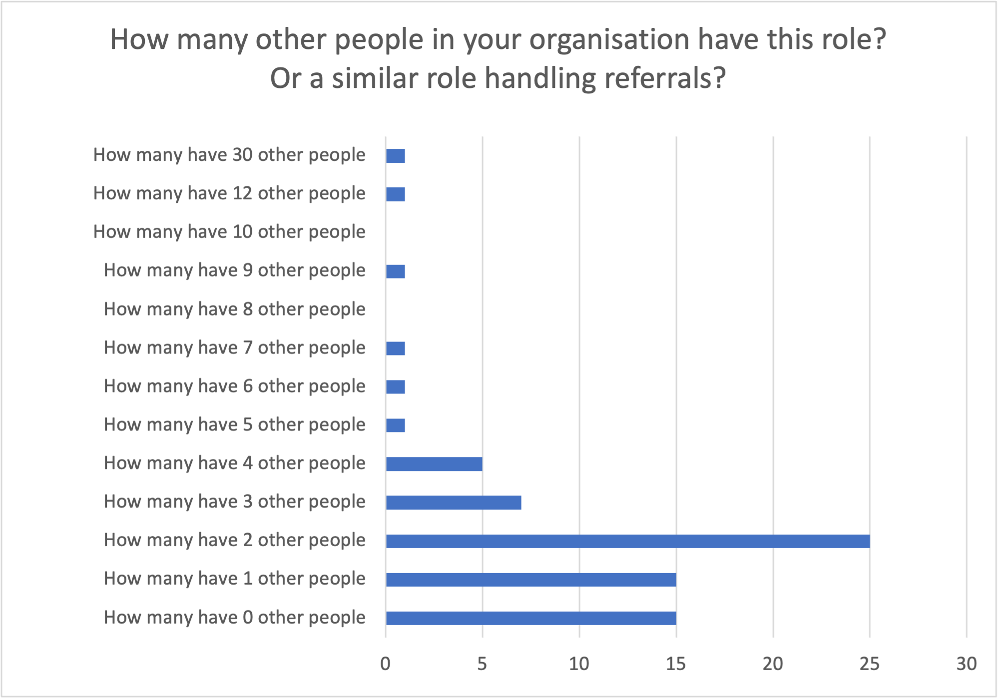 How many other people in your organisation have this role?
Or a similar role handling referrals?
How many have 30 other people
How many have 12 other people
How many have 10 other people
How many have 9 other people
How many have 8 other people
How many have 7 other people
How many have 6 other people
How many have 5 other people
How many have 4 other people
How many have 3 other people
How many have 2 other people
How many have 1 other people
How many have 0 other people
0 5 10 15 20 25 30